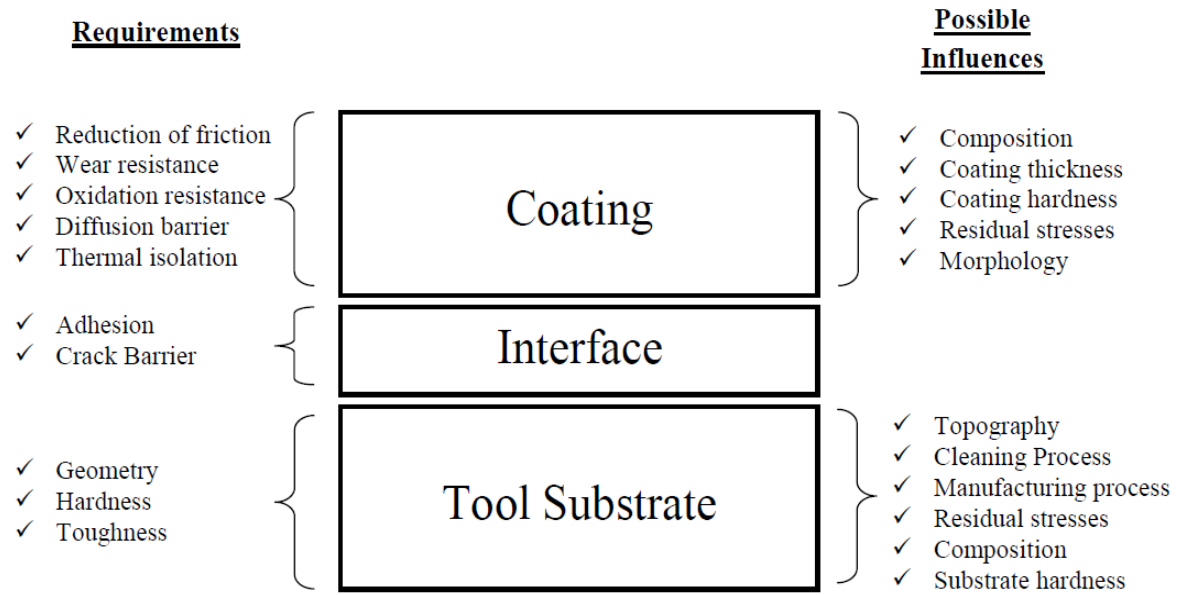 Requirements
Possible
Influences
✓ Reduction of friction
✓ Wear resistance
✓ Oxidation resistance
✓ Diffusion barrier
✓ Thermal isolation
Coating
✓ Composition
✓ Coating thickness
✓ Coating hardness
✓ Residual stresses
✓ Morphology
✓ Adhesion
✓ Crack Barrier
Interface
✓ Geometry
✓ Hardness
✓ Toughness
Tool Substrate
✓ Topography
✓ Cleaning Process
✓ Manufacturing process
✓ Residual stresses
✓ Composition
✓ Substrate hardness